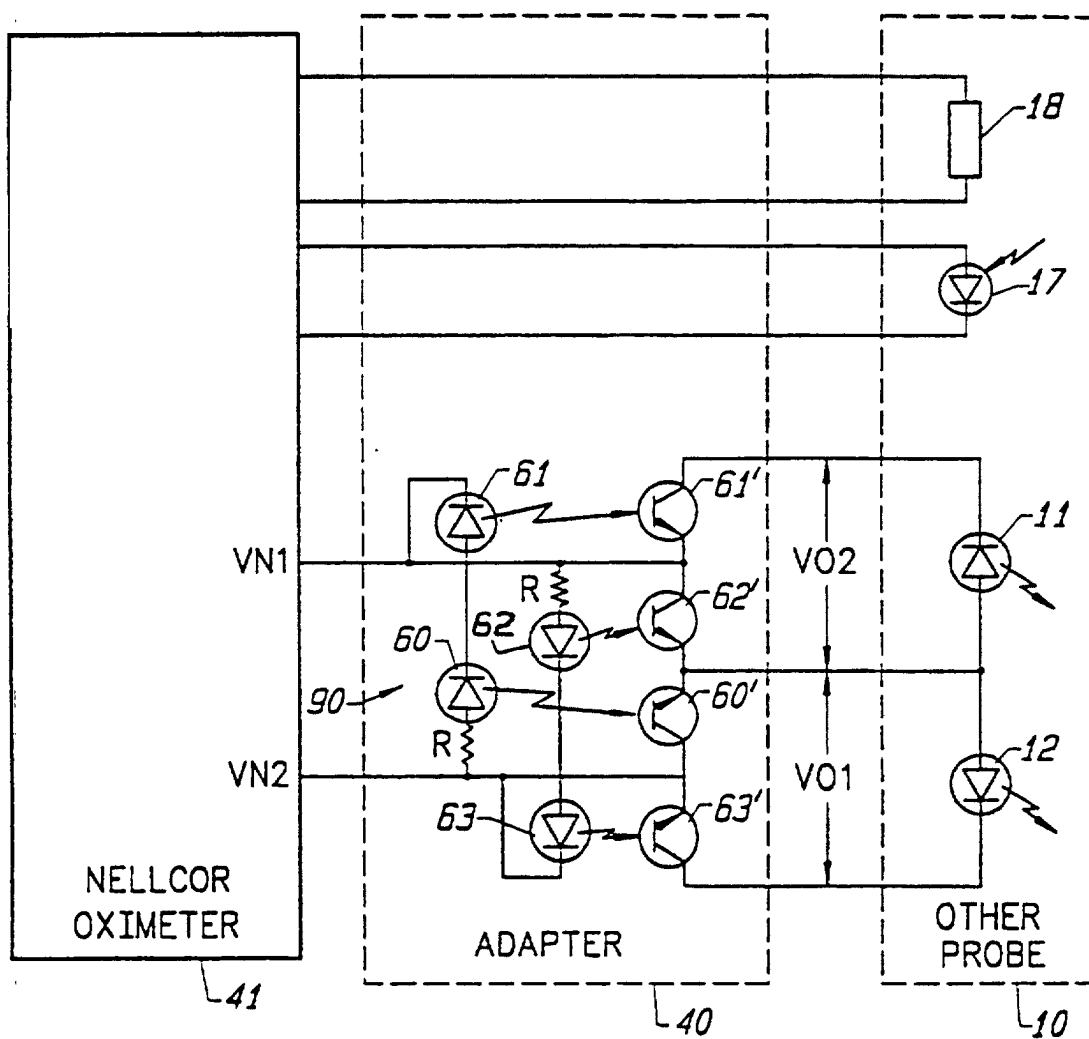 18
17
61
61'
11
VN1
VO2
R
62
62'
60
60'
90
12
R
VO1
VN2
63
63'
NELLCOR
OXIMETER
ADAPTER
OTHER
PROBE
41
40
10